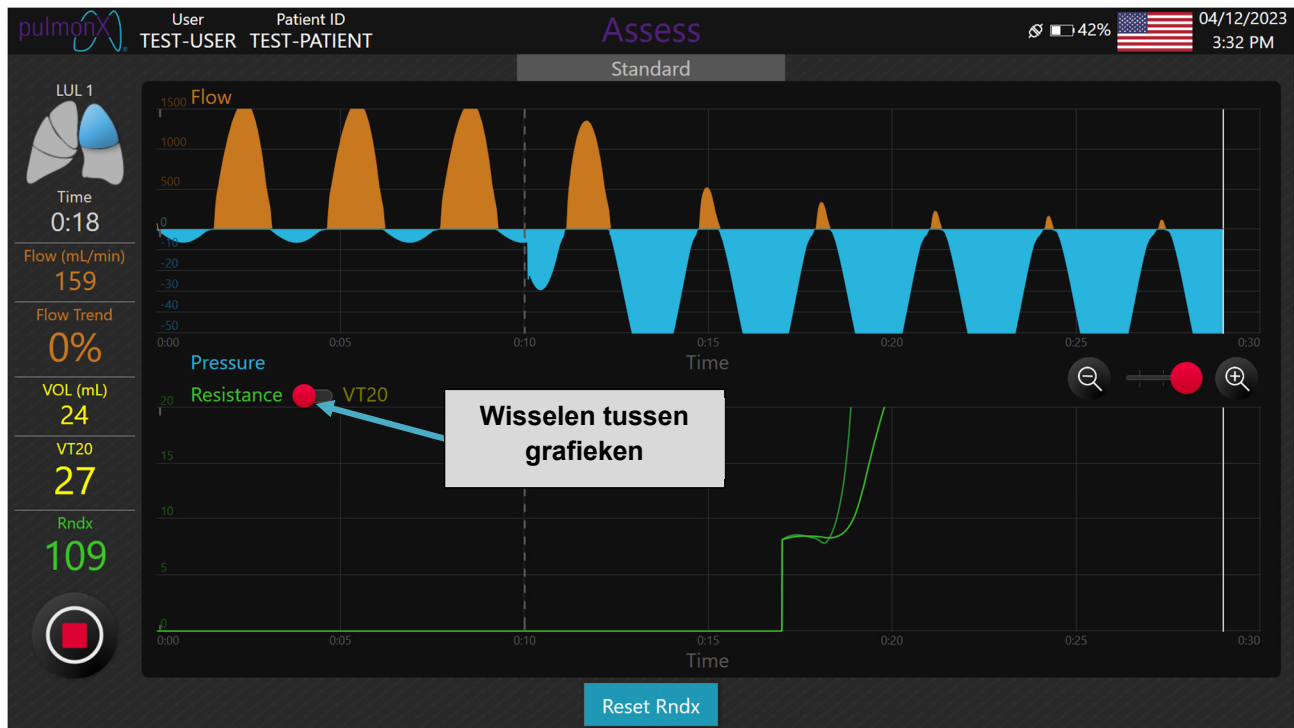 pulmonX
User
TEST-USER
Patient ID
TEST-PATIENT
Assess
42%
04/12/2023
3:32 PM
Standard
LUL 1
Time
0:18
Flow (mL/min)
159
Flow Trend
0%
VOL (mL)
24
VT20
27
Rndx
109
Flow
1500
1000
500
0
-10
-20
-30
-40
-50
0:00 0:05 0:10 0:15 0:20 0:25 0:30
Time
Pressure
Resistance VT20
Wisselen tussen
grafieken
20
15
10
5
0
0:00 0:05 0:10 0:15 0:20 0:25 0:30
Time
Reset Rndx